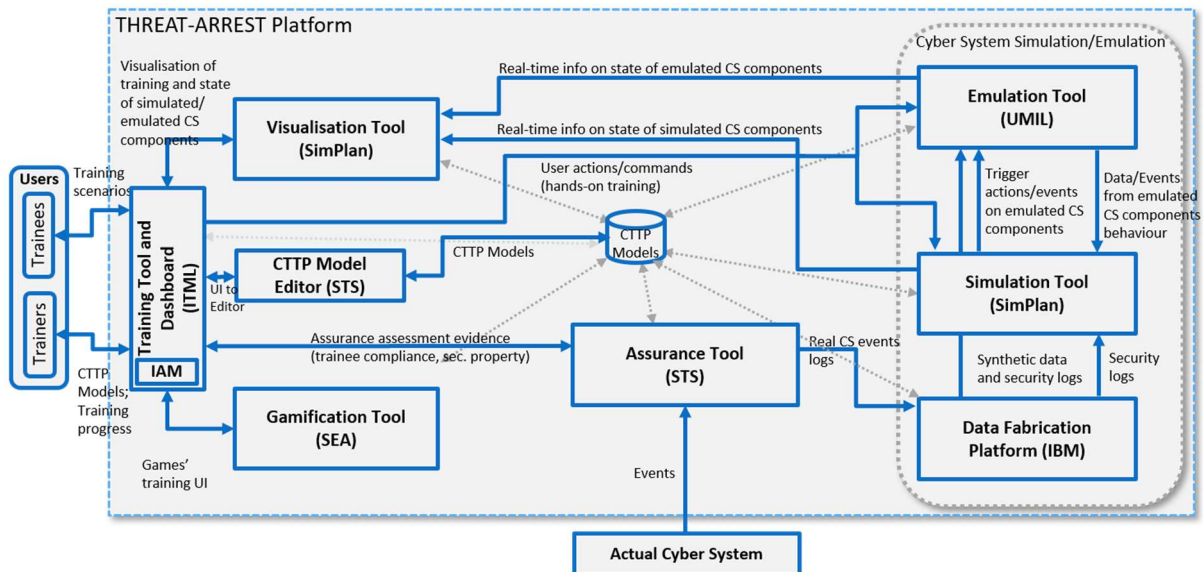 THREAT-ARREST Platform
Cyber System Simulation/Emulation
Visualisation of
training and state
of simulated/
emulated CS
components
Real-time info on state of emulated CS components
Emulation Tool
(UMIL)
Visualisation Tool
(SimPlan)
Real-time info on state of simulated CS components
User actions/commands
(hands-on training)
Trigger
actions/events
on emulated CS
components
Data/Events
from emulated
CS components
behaviour
Users
Training
scenarios
Trainees
Trainers
Training Tool and
Dashboard
(ITML)
IAM
CTTP
Models
CTTP Models
CTTP Model
Editor (STS)
UI to
Editor
Simulation Tool
(SimPlan)
Assurance assessment evidence
(trainee compliance, sec. property)
Assurance Tool
(STS)
Real CS events
logs
Synthetic data
and security logs
Security
logs
CTTP
Models;
Training
progress
Gamification Tool
(SEA)
Data Fabrication
Platform (IBM)
Games'
training UI
Events
Actual Cyber System